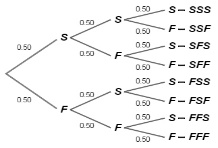 0.50 S – SSS
0.50 S
F – SSF
0.50 S 0.50
0.50 S – SFS
0.50 F
0.50 F – SFF
0.50 S – FSS
0.50 S
0.50 F – FSF
0.50 F 0.50
0.50 S – FFS
0.50 F
0.50 F – FFF